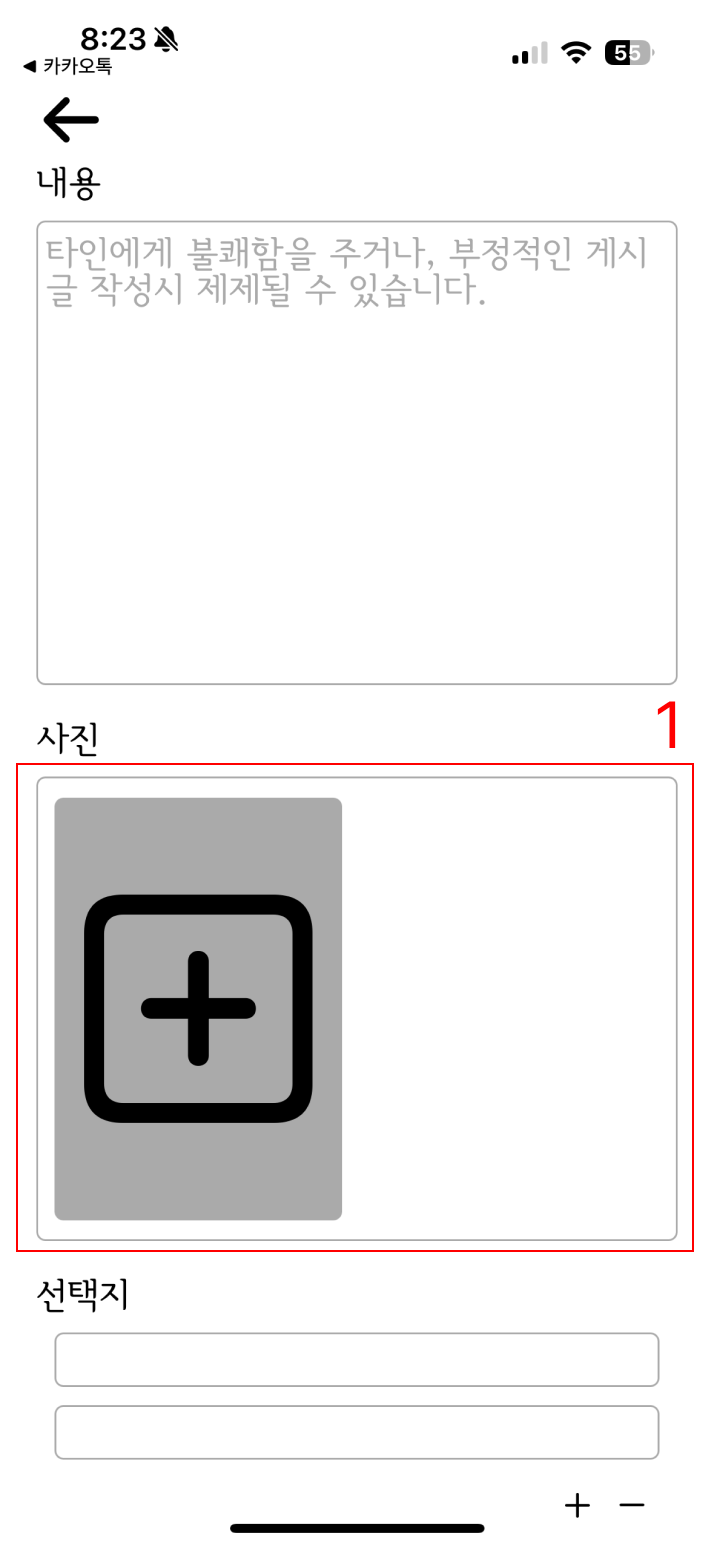 8:23
55
◀ 카카오톡
내용
타인에게 불쾌함을 주거나, 부정적인 게시
글 작성시 제제될 수 있습니다.
사진
1
선택지
+ −